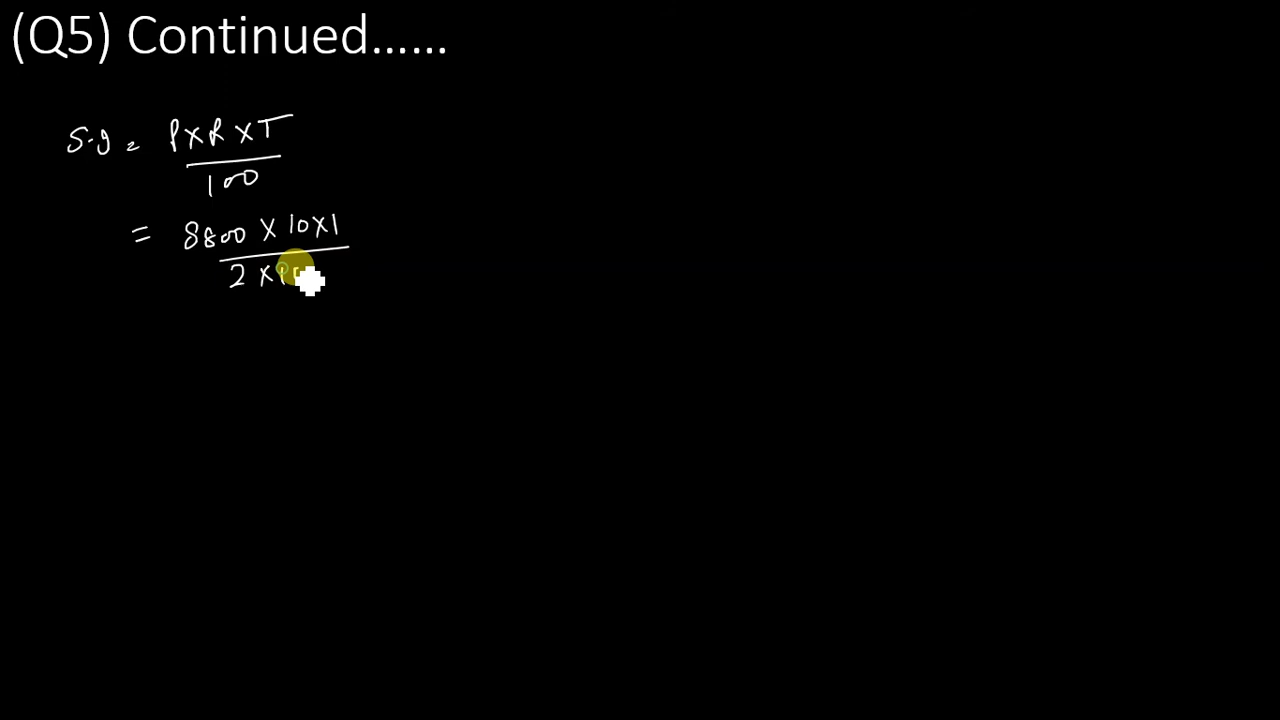 (Q5) Continued......
S.I = P×R×T
100
= 8800 × 10×1
2 ×